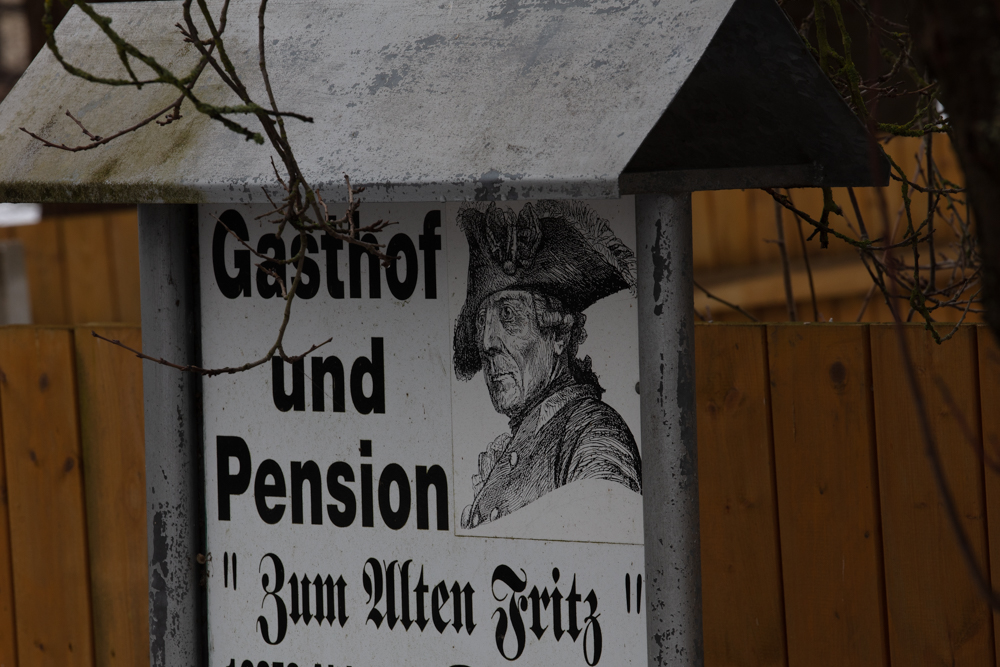 Gasthof
und
Pension
" Zum Alten Fritz "